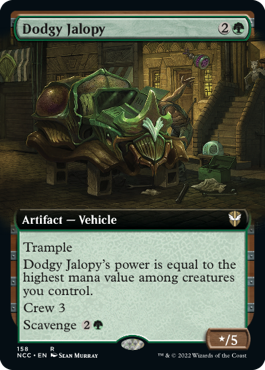 Dodgy Jalopy 2
Artifact — Vehicle
Trample
Dodgy Jalopy's power is equal to the
highest mana value among creatures
you control.
Crew 3
Scavenge 2
*/5
158 R
NCC • EN Sean Murray
™ & © 2022 Wizards of the Coast